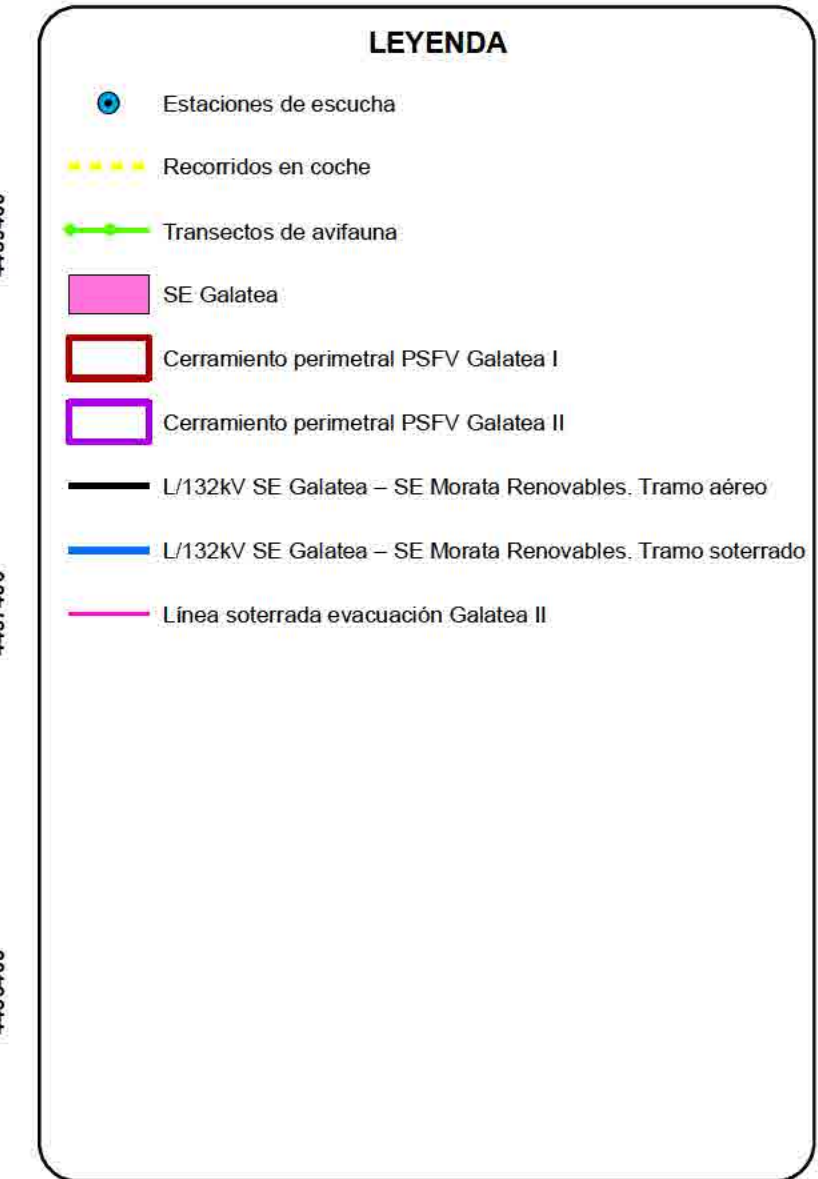 LEYENDA
Estaciones de escucha
Recorridos en coche
Transectos de avifauna
SE Galatea
Cerramiento perimetral PSFV Galatea I
Cerramiento perimetral PSFV Galatea II
L/132kV SE Galatea – SE Morata Renovables. Tramo aéreo
L/132kV SE Galatea – SE Morata Renovables. Tramo soterrado
Línea soterrada evacuación Galatea II